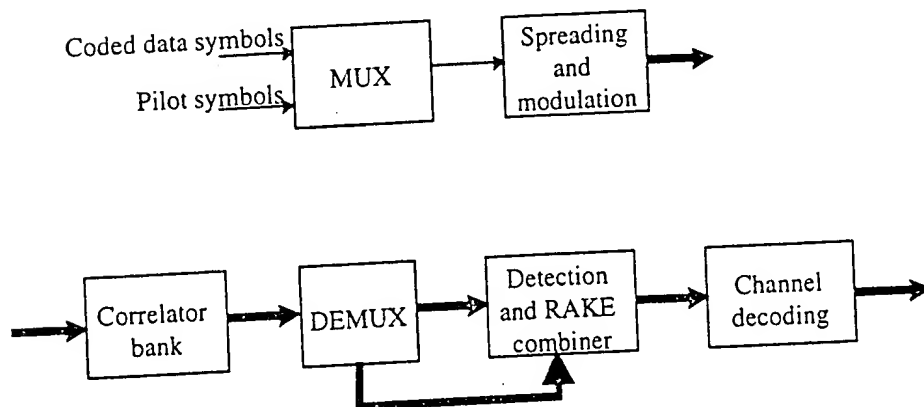 Coded data symbols
Pilot symbols
MUX
Spreading
and
modulation
Correlator
bank
DEMUX
Detection
and RAKE
combiner
Channel
decoding